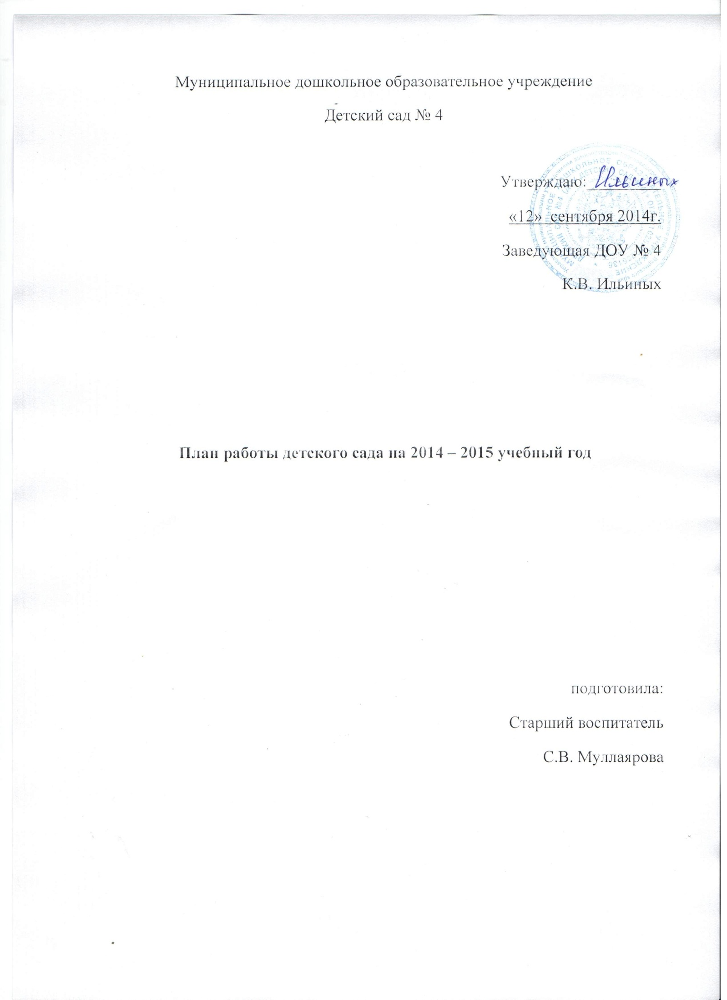 Муниципальное дошкольное образовательное учреждение
Детский сад № 4
Утверждаю: Ильиных
«12» сентября 2014г.
Заведующая ДОУ № 4
К.В. Ильиных
План работы детского сада на 2014 – 2015 учебный год
подготовила:
Старший воспитатель
С.В. Муллаярова